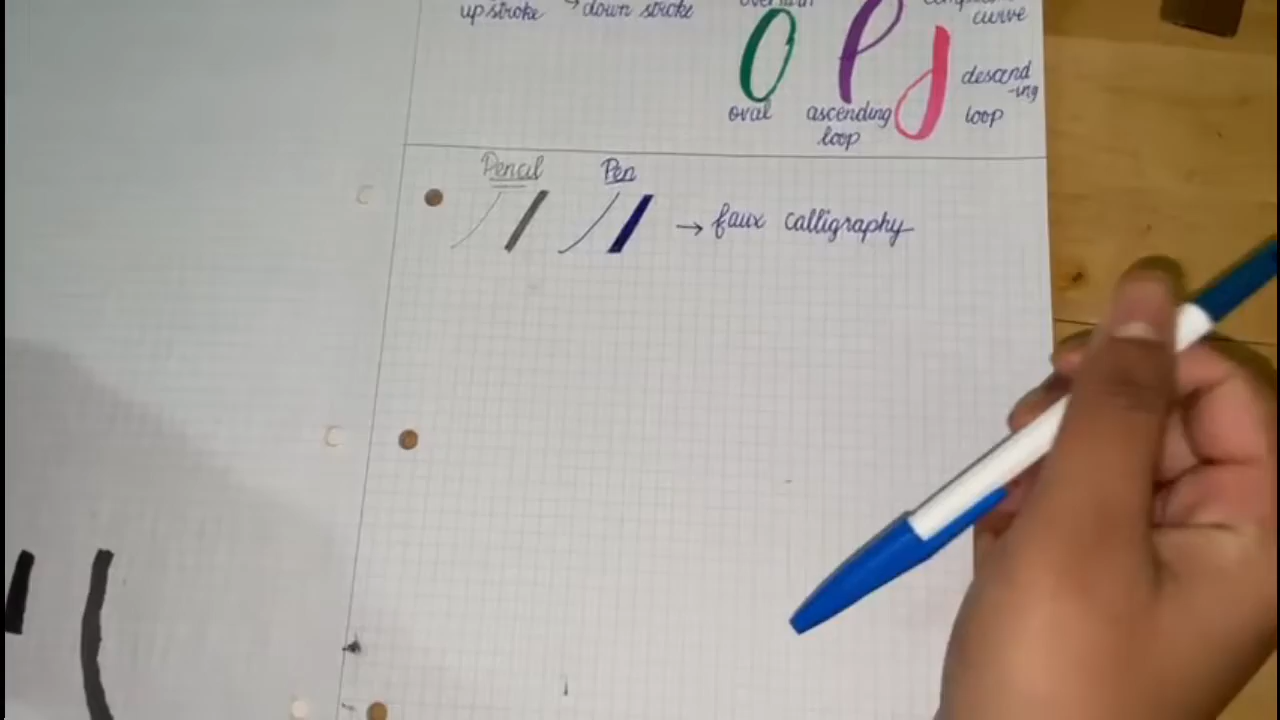 upstroke → down stroke
curve
oval
ascending
loop
descend
-ing
loop
Pencil Pen
→ faux calligraphy